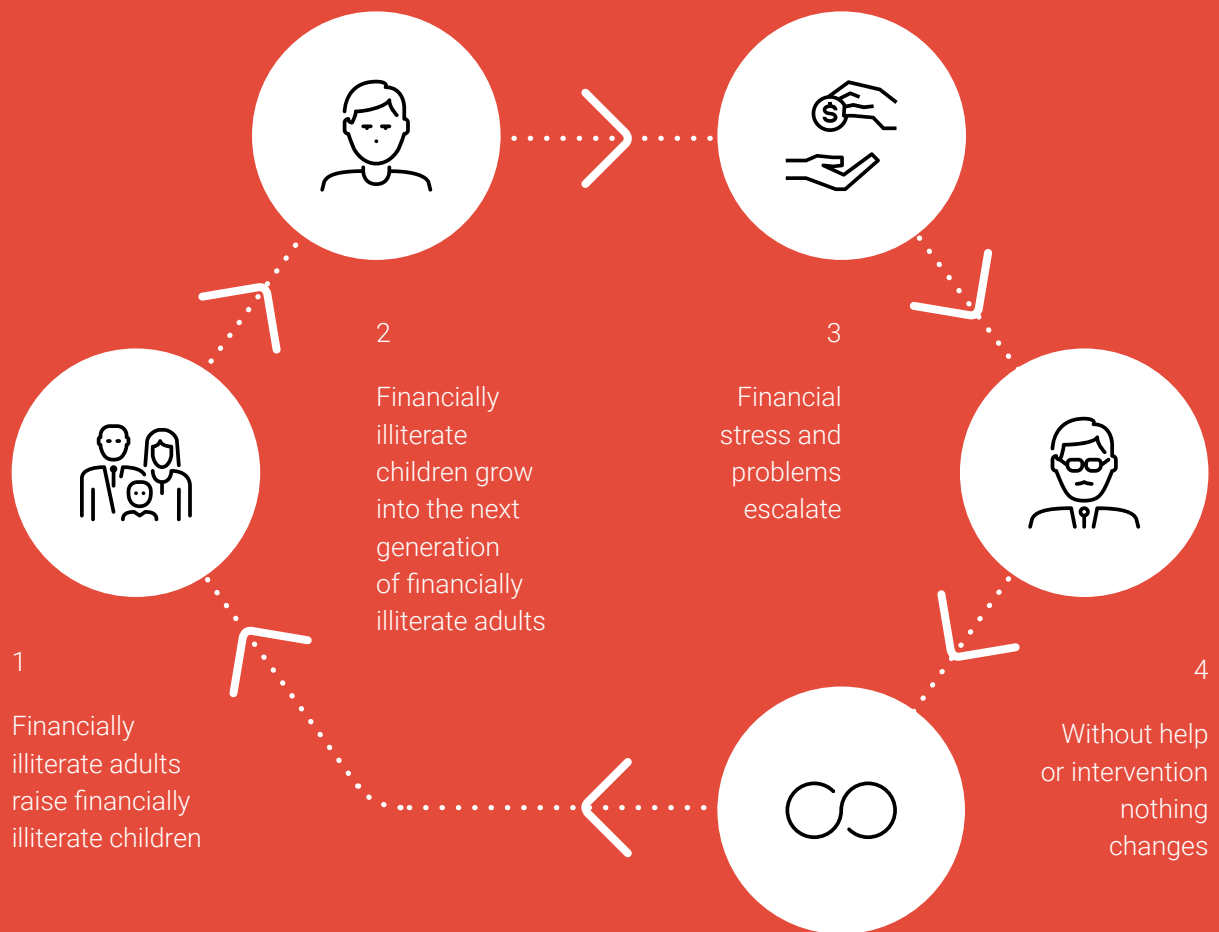 1
Financially
illiterate adults
raise financially
illiterate children
2
Financially
illiterate
children grow
into the next
generation
of financially
illiterate adults
3
Financial
stress and
problems
escalate
4
Without help
or intervention
nothing
changes
$